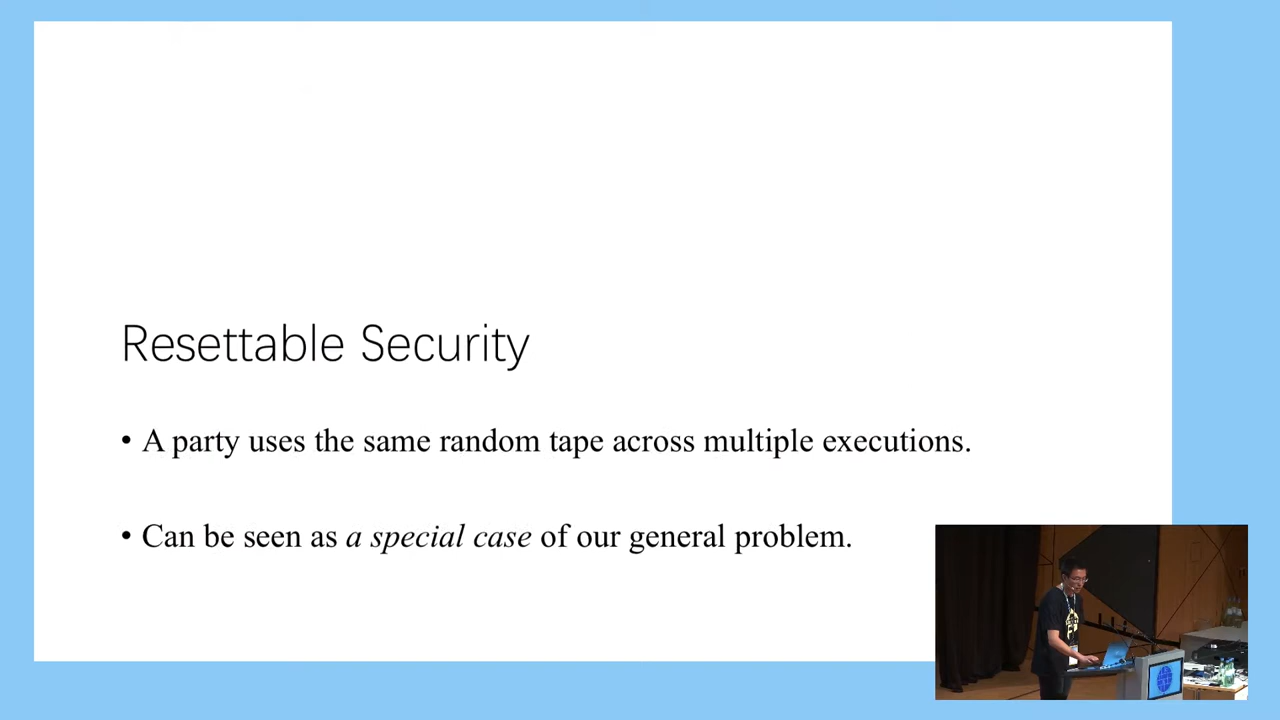 Resettable Security
• A party uses the same random tape across multiple executions.
• Can be seen as a special case of our general problem.